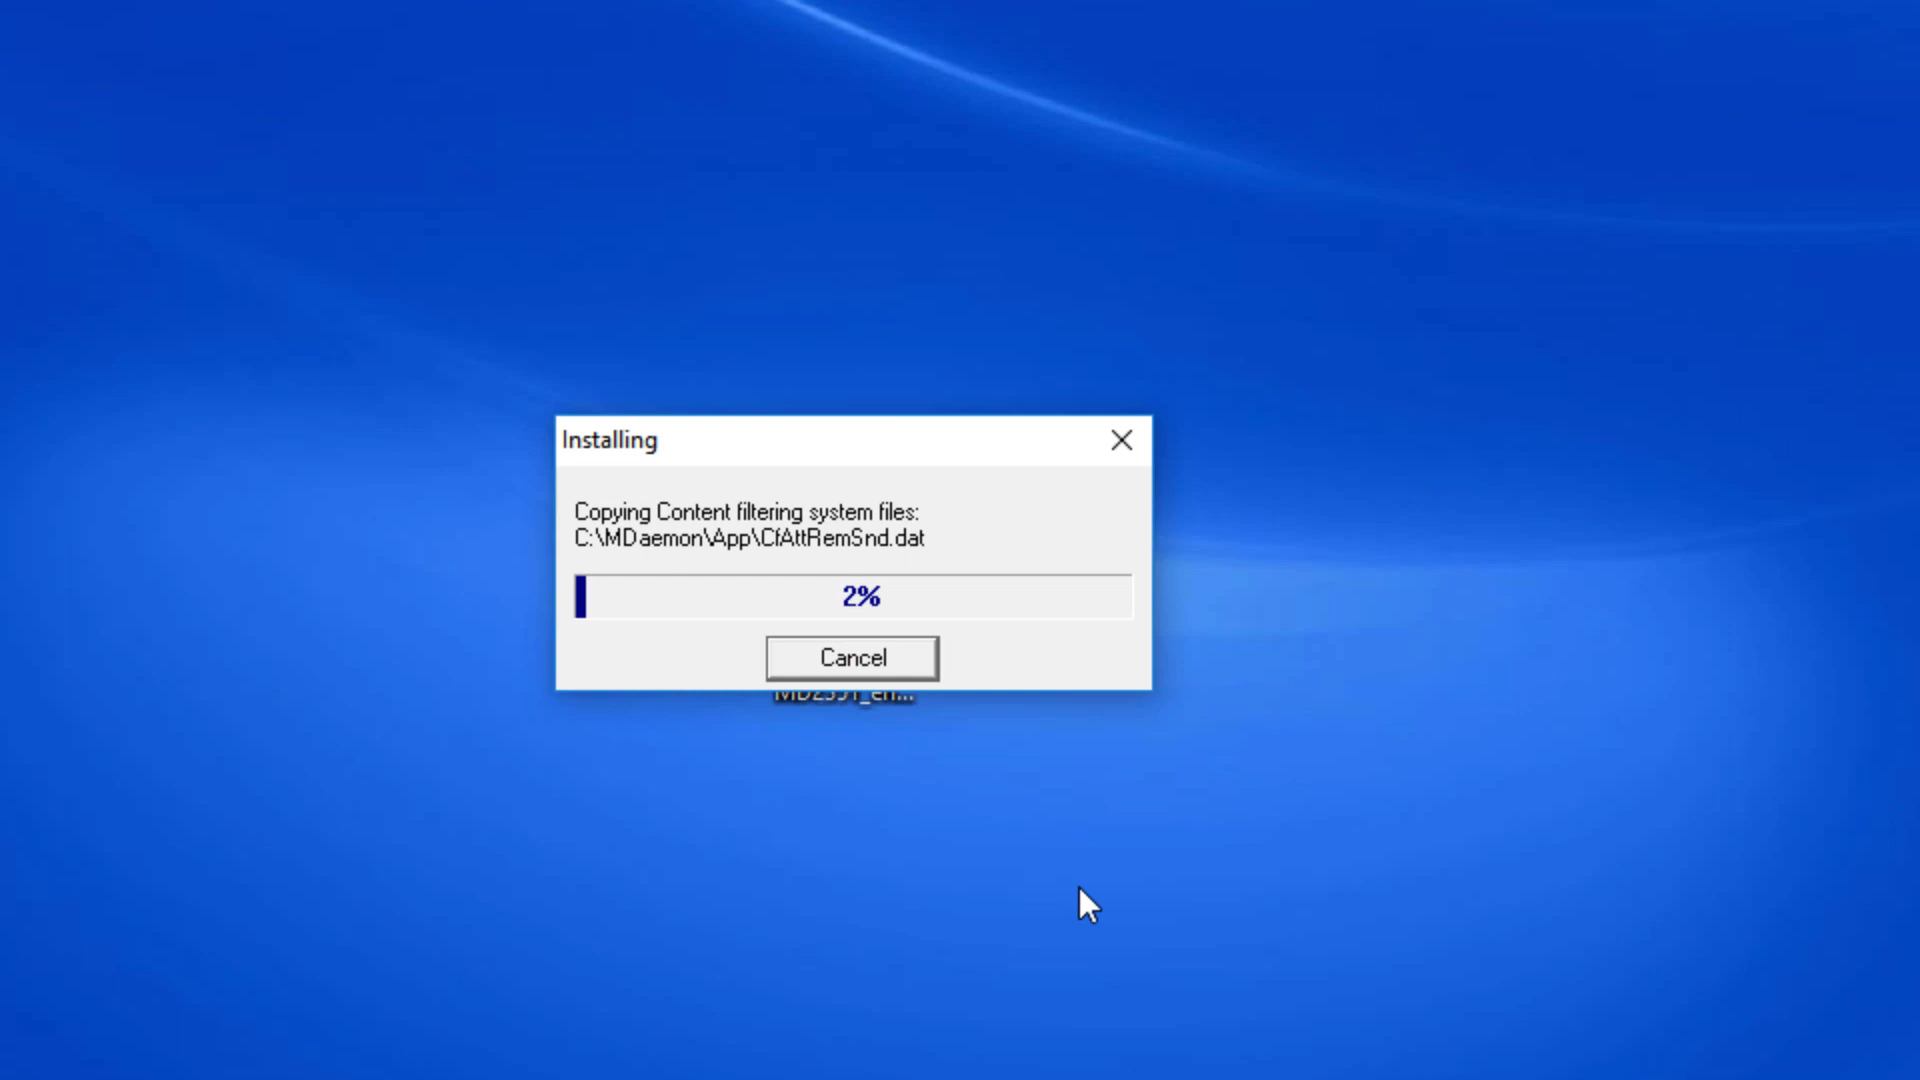 Installing
Copying Content filtering system files:
C:\MDaemon\App\CfAttRemSnd.dat
2%
Cancel